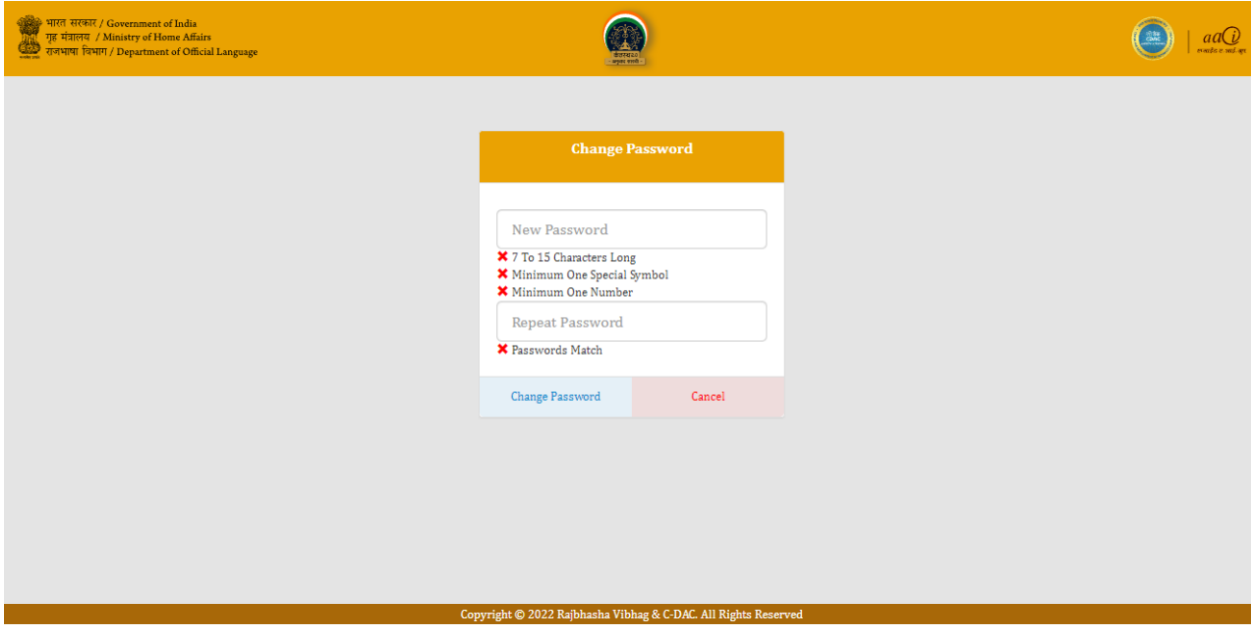 भारत सरकार / Government of India
गृह मंत्रालय / Ministry of Home Affairs
राजभाषा विभाग / Department of Official Language
Change Password
New Password
7 To 15 Characters Long
Minimum One Special Symbol
Minimum One Number
Repeat Password
Passwords Match
Change Password
Cancel
Copyright © 2022 Rajbhasha Vibhag & C-DAC. All Rights Reserved